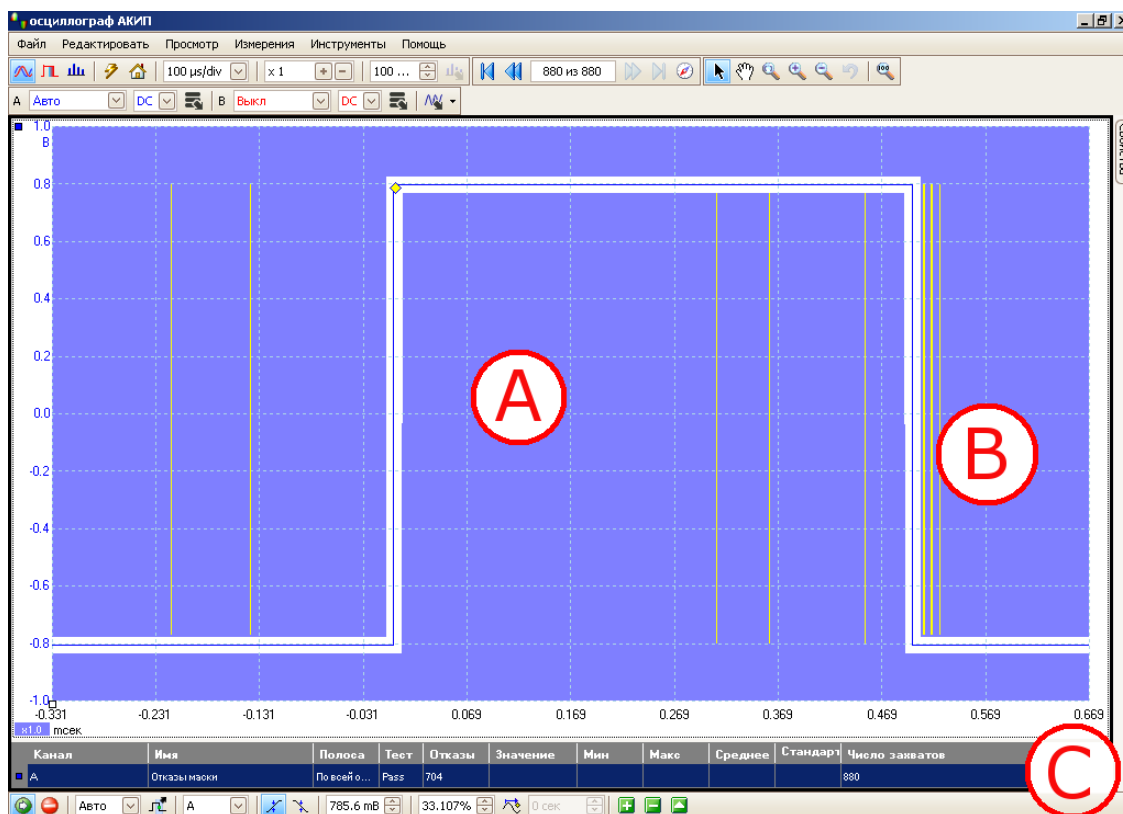 осциллограф АКИП
Файл Редактировать Просмотр Измерения Инструменты Помощь
100 µs/div x 1 100 ... 880 из 880
A Авто DC B Выкл DC
1.0
В
0.8
0.6
0.4
0.2
0.0
-0.2
-0.4
-0.6
-0.8
-1.0
A
B
-0.331 -0.231 -0.131 -0.031 0.069 0.169 0.269 0.369 0.469 0.569 0.669
x1.0 mсек
Канал Имя Полоса Тест Отказы Значение Мин Макс Среднее Стандарт Число захватов
A Отказы маски По всей о... Pass 704 880
C
Авто A 785.6 mВ 33.107% 0 сек